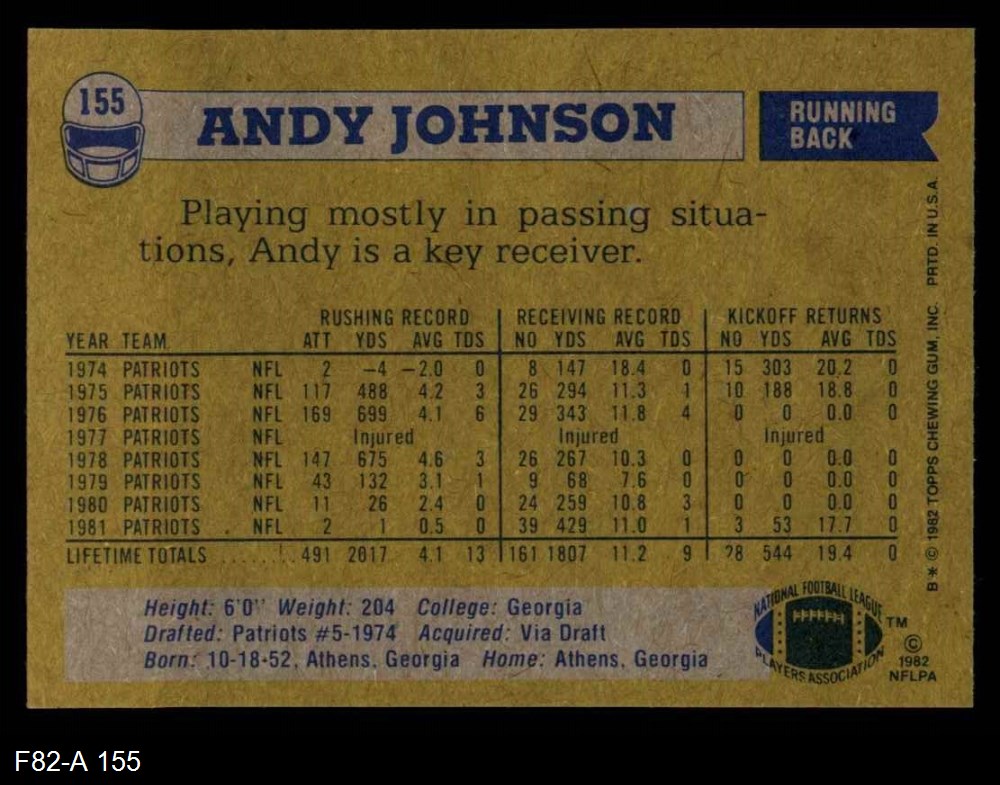 155
ANDY JOHNSON
RUNNING
BACK
Playing mostly in passing situa-
tions, Andy is a key receiver.
RUSHING RECORD RECEIVING RECORD KICKOFF RETURNS
YEAR TEAM ATT YDS AVG TDS NO YDS AVG TDS NO YDS AVG TDS
1974 PATRIOTS NFL 2 –4 –2.0 0 8 147 18.4 0 15 303 20.2 0
1975 PATRIOTS NFL 117 488 4.2 3 26 294 11.3 1 10 188 18.8 0
1976 PATRIOTS NFL 169 699 4.1 6 29 343 11.8 4 0 0 0.0 0
1977 PATRIOTS NFL Injured Injured Injured
1978 PATRIOTS NFL 147 675 4.6 3 26 267 10.3 0 0 0 0.0 0
1979 PATRIOTS NFL 43 132 3.1 1 9 68 7.6 0 0 0 0.0 0
1980 PATRIOTS NFL 11 26 2.4 0 24 259 10.8 3 0 0 0.0 0
1981 PATRIOTS NFL 2 1 0.5 0 39 429 11.0 1 3 53 17.7 0
LIFETIME TOTALS 491 2017 4.1 13 161 1807 11.2 9 28 544 19.4 0
Height: 6'0" Weight: 204 College: Georgia
Drafted: Patriots #5-1974 Acquired: Via Draft
Born: 10-18-52, Athens, Georgia Home: Athens, Georgia
NATIONAL FOOTBALL LEAGUE
PLAYERS ASSOCIATION
TM
©
1982
NFLPA
B * © 1982 TOPPS CHEWING GUM, INC. PRTD. IN U.S.A.
F82-A 155